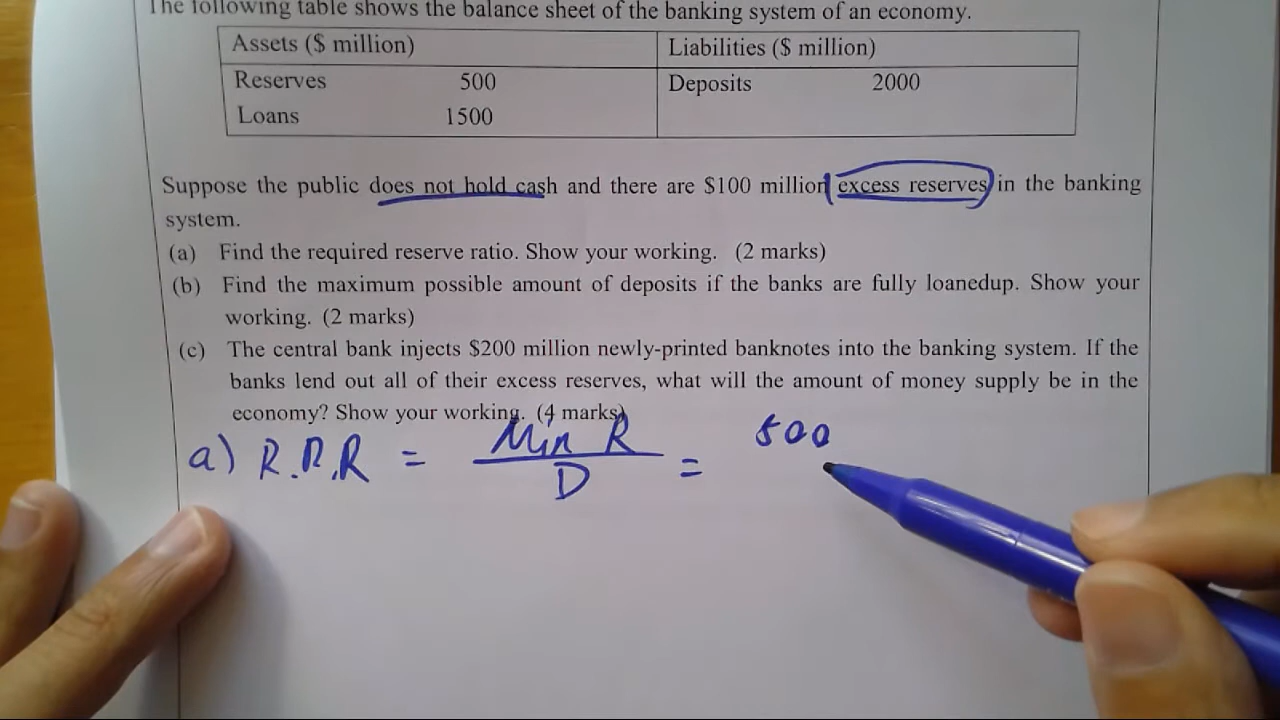 The following table shows the balance sheet of the banking system of an economy.
Assets ($ million) Liabilities ($ million)
Reserves 500 Deposits 2000
Loans 1500
Suppose the public does not hold cash and there are $100 million excess reserves in the banking
system.
(a) Find the required reserve ratio. Show your working. (2 marks)
(b) Find the maximum possible amount of deposits if the banks are fully loanedup. Show your
working. (2 marks)
(c) The central bank injects $200 million newly-printed banknotes into the banking system. If the
banks lend out all of their excess reserves, what will the amount of money supply be in the
economy? Show your working. (4 marks)
a) R.R.R = Min R / D = 500